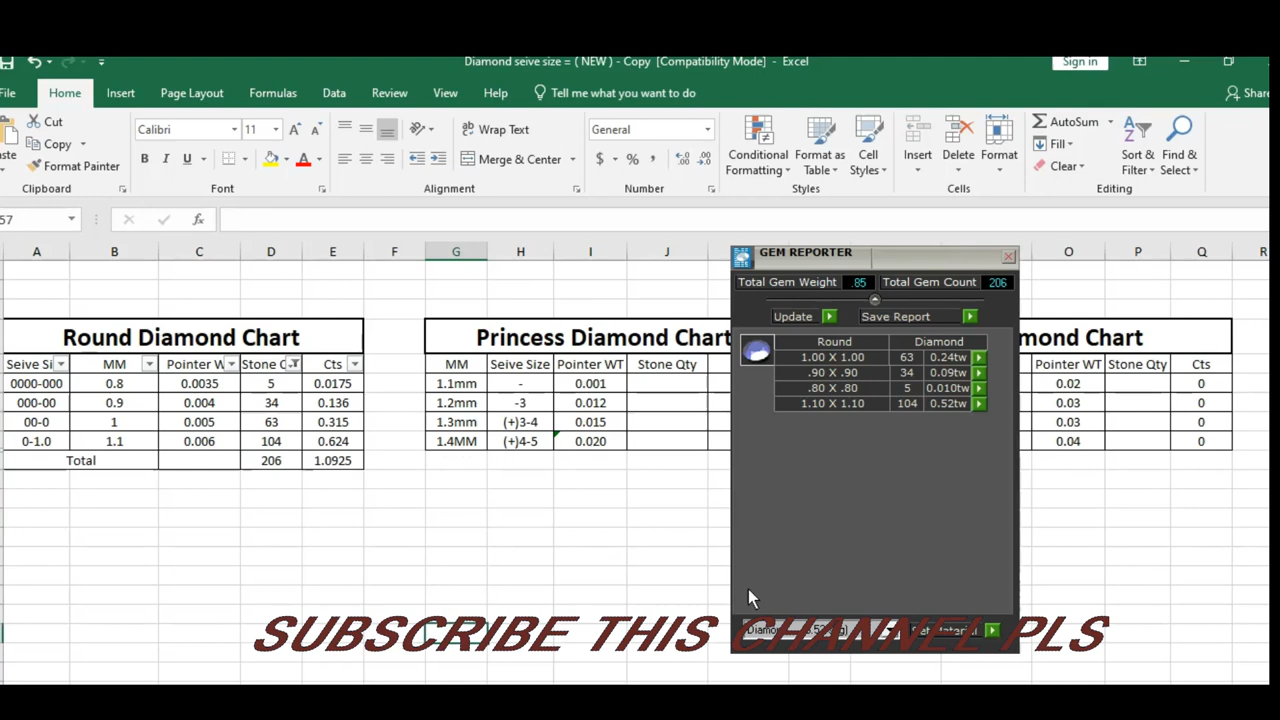 Diamond seive size = ( NEW ) - Copy [Compatibility Mode] - Excel
Sign in
File Home Insert Page Layout Formulas Data Review View Help Tell me what you want to do Share
Cut
Copy
Format Painter
Clipboard
Calibri 11
B I U
Font
Wrap Text
Merge & Center
Alignment
General
$ % ,
Number
Conditional Formatting
Format as Table
Cell Styles
Styles
Insert Delete Format
Cells
AutoSum
Fill
Clear
Sort & Filter
Find & Select
Editing
57 fx
A B C D E F G H I J O P Q R
GEM REPORTER
Total Gem Weight .85 Total Gem Count 206
Update Save Report
Round Diamond
1.00 X 1.00 63 0.24tw
.90 X .90 34 0.09tw
.80 X .80 5 0.010tw
1.10 X 1.10 104 0.52tw
Round Diamond Chart
Seive Si MM Pointer W Stone Q Cts
0000-000 0.8 0.0035 5 0.0175
000-00 0.9 0.004 34 0.136
00-0 1 0.005 63 0.315
0-1.0 1.1 0.006 104 0.624
Total 206 1.0925
Princess Diamond Chart
MM Seive Size Pointer WT Stone Qty
1.1mm - 0.001
1.2mm -3 0.012
1.3mm (+)3-4 0.015
1.4MM (+)4-5 0.020
mond Chart
Pointer WT Stone Qty Cts
0.02 0
0.03 0
0.03 0
0.04 0
SUBSCRIBE THIS CHANNEL PLS